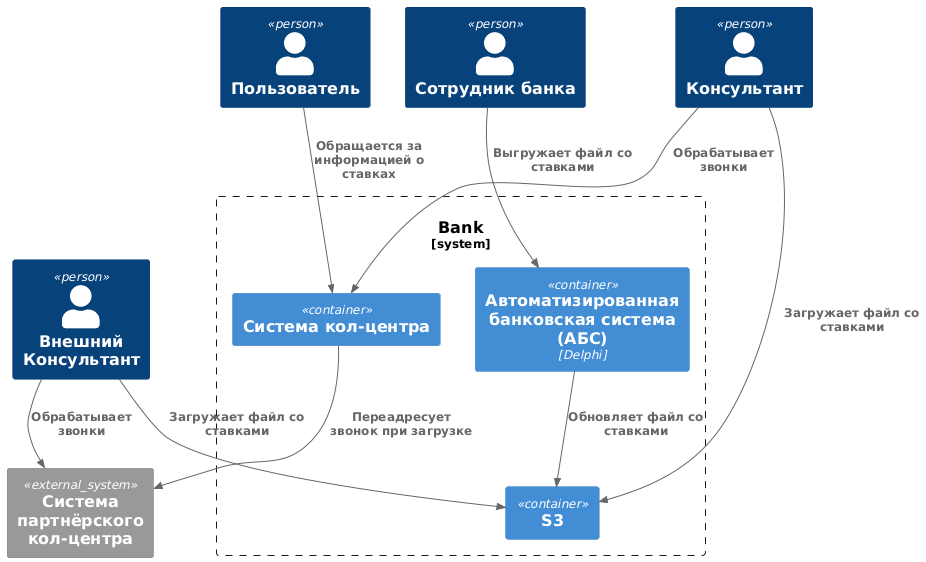 «person»
Пользователь
«person»
Сотрудник банка
«person»
Консультант
Обращается за
информацией о
ставках
Выгружает файл со
ставками
Обрабатывает
звонки
Bank
[system]
«person»
Внешний
Консультант
«container»
Система кол-центра
«container»
Автоматизированная
банковская система
(АБС)
[Delphi]
Загружает файл со
ставками
Обрабатывает
звонки
Загружает файл со
ставками
Переадресует
звонок при загрузке
Обновляет файл со
ставками
«external_system»
Система
партнёрского
кол-центра
«container»
S3